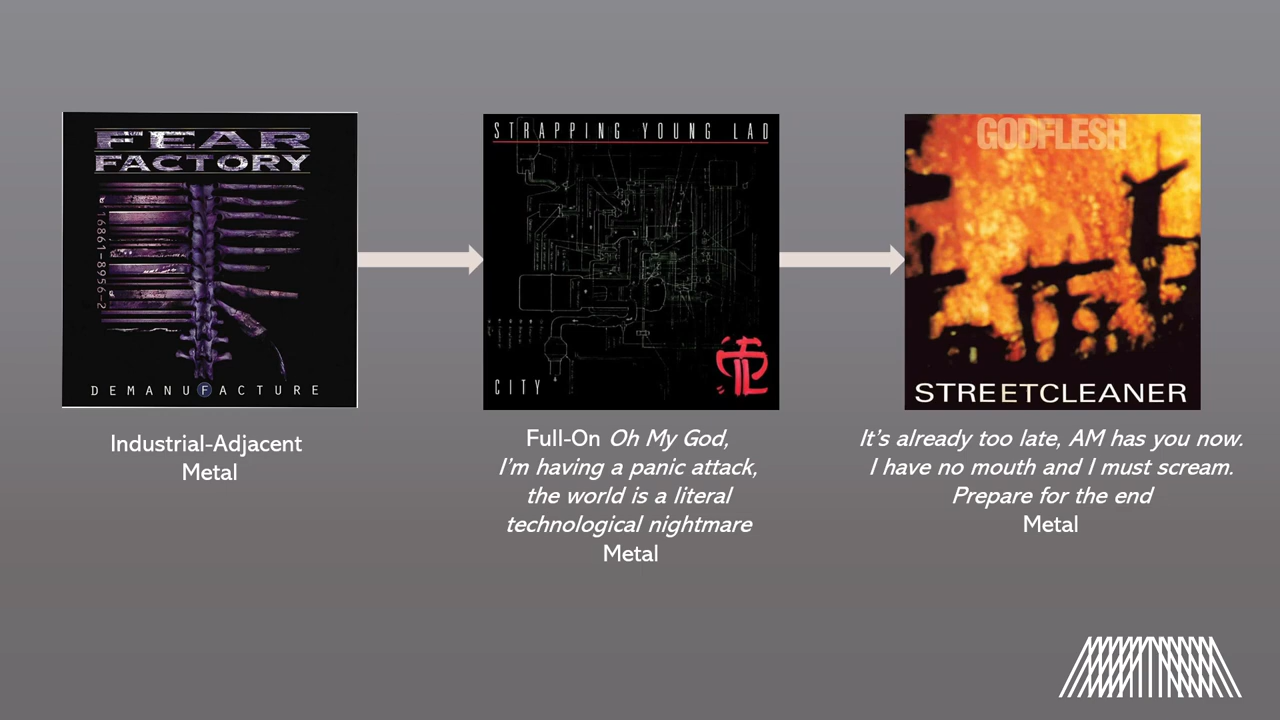 FEAR
FACTORY
16861-8956-2
DEMANUFACTURE
Industrial-Adjacent
Metal
STRAPPING YOUNG LAD
CITY
Full-On Oh My God,
I'm having a panic attack,
the world is a literal
technological nightmare
Metal
GODFLESH
STREETCLEANER
It's already too late, AM has you now.
I have no mouth and I must scream.
Prepare for the end
Metal